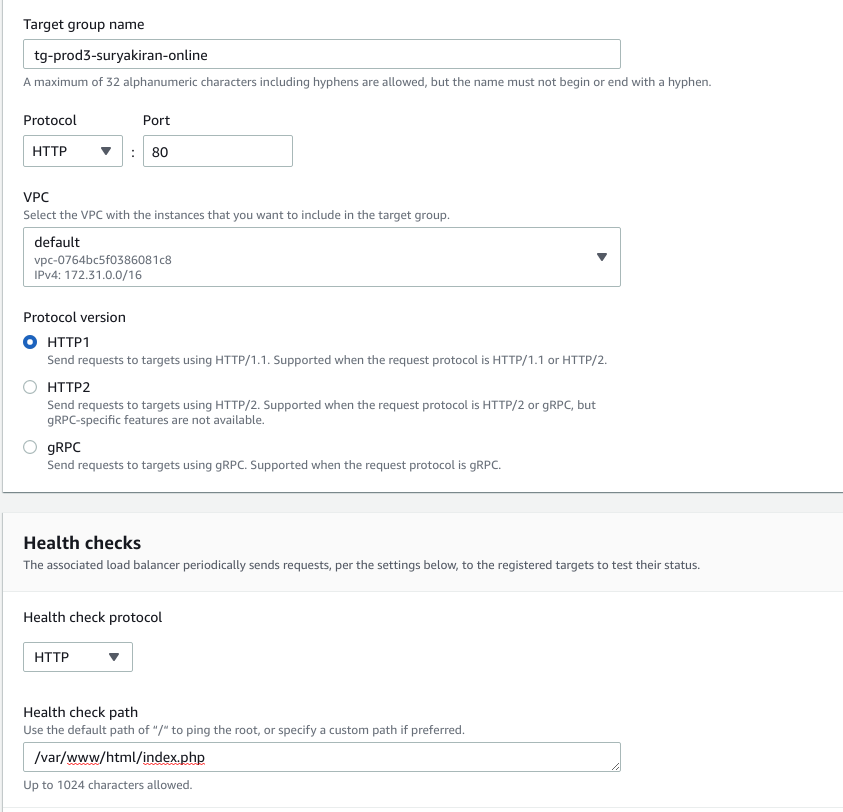 Target group name
tg-prod3-suryakiran-online
A maximum of 32 alphanumeric characters including hyphens are allowed, but the name must not begin or end with a hyphen.
Protocol Port
HTTP : 80
VPC
Select the VPC with the instances that you want to include in the target group.
default
vpc-0764bc5f0386081c8
IPv4: 172.31.0.0/16
Protocol version
HTTP1
Send requests to targets using HTTP/1.1. Supported when the request protocol is HTTP/1.1 or HTTP/2.
HTTP2
Send requests to targets using HTTP/2. Supported when the request protocol is HTTP/2 or gRPC, but
gRPC-specific features are not available.
gRPC
Send requests to targets using gRPC. Supported when the request protocol is gRPC.
Health checks
The associated load balancer periodically sends requests, per the settings below, to the registered targets to test their status.
Health check protocol
HTTP
Health check path
Use the default path of "/" to ping the root, or specify a custom path if preferred.
/var/www/html/index.php
Up to 1024 characters allowed.